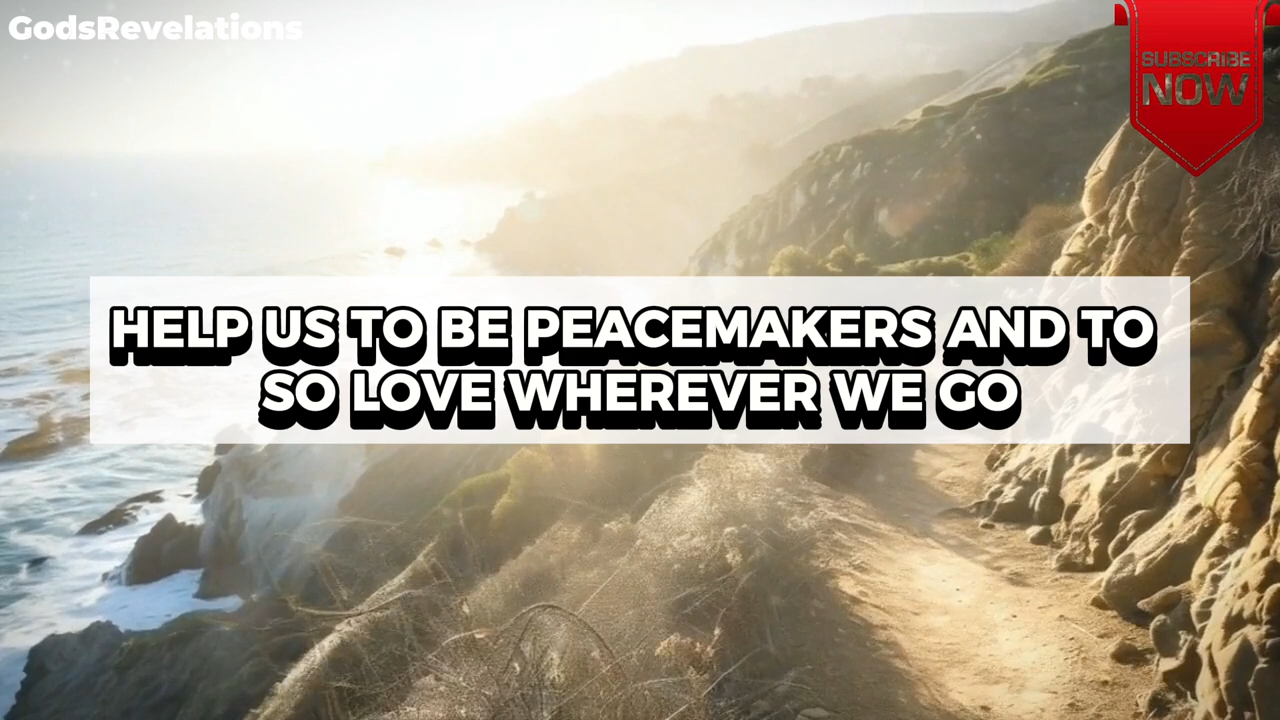 GodsRevelations
SUBSCRIBE
NOW
HELP US TO BE PEACEMAKERS AND TO
SO LOVE WHEREVER WE GO